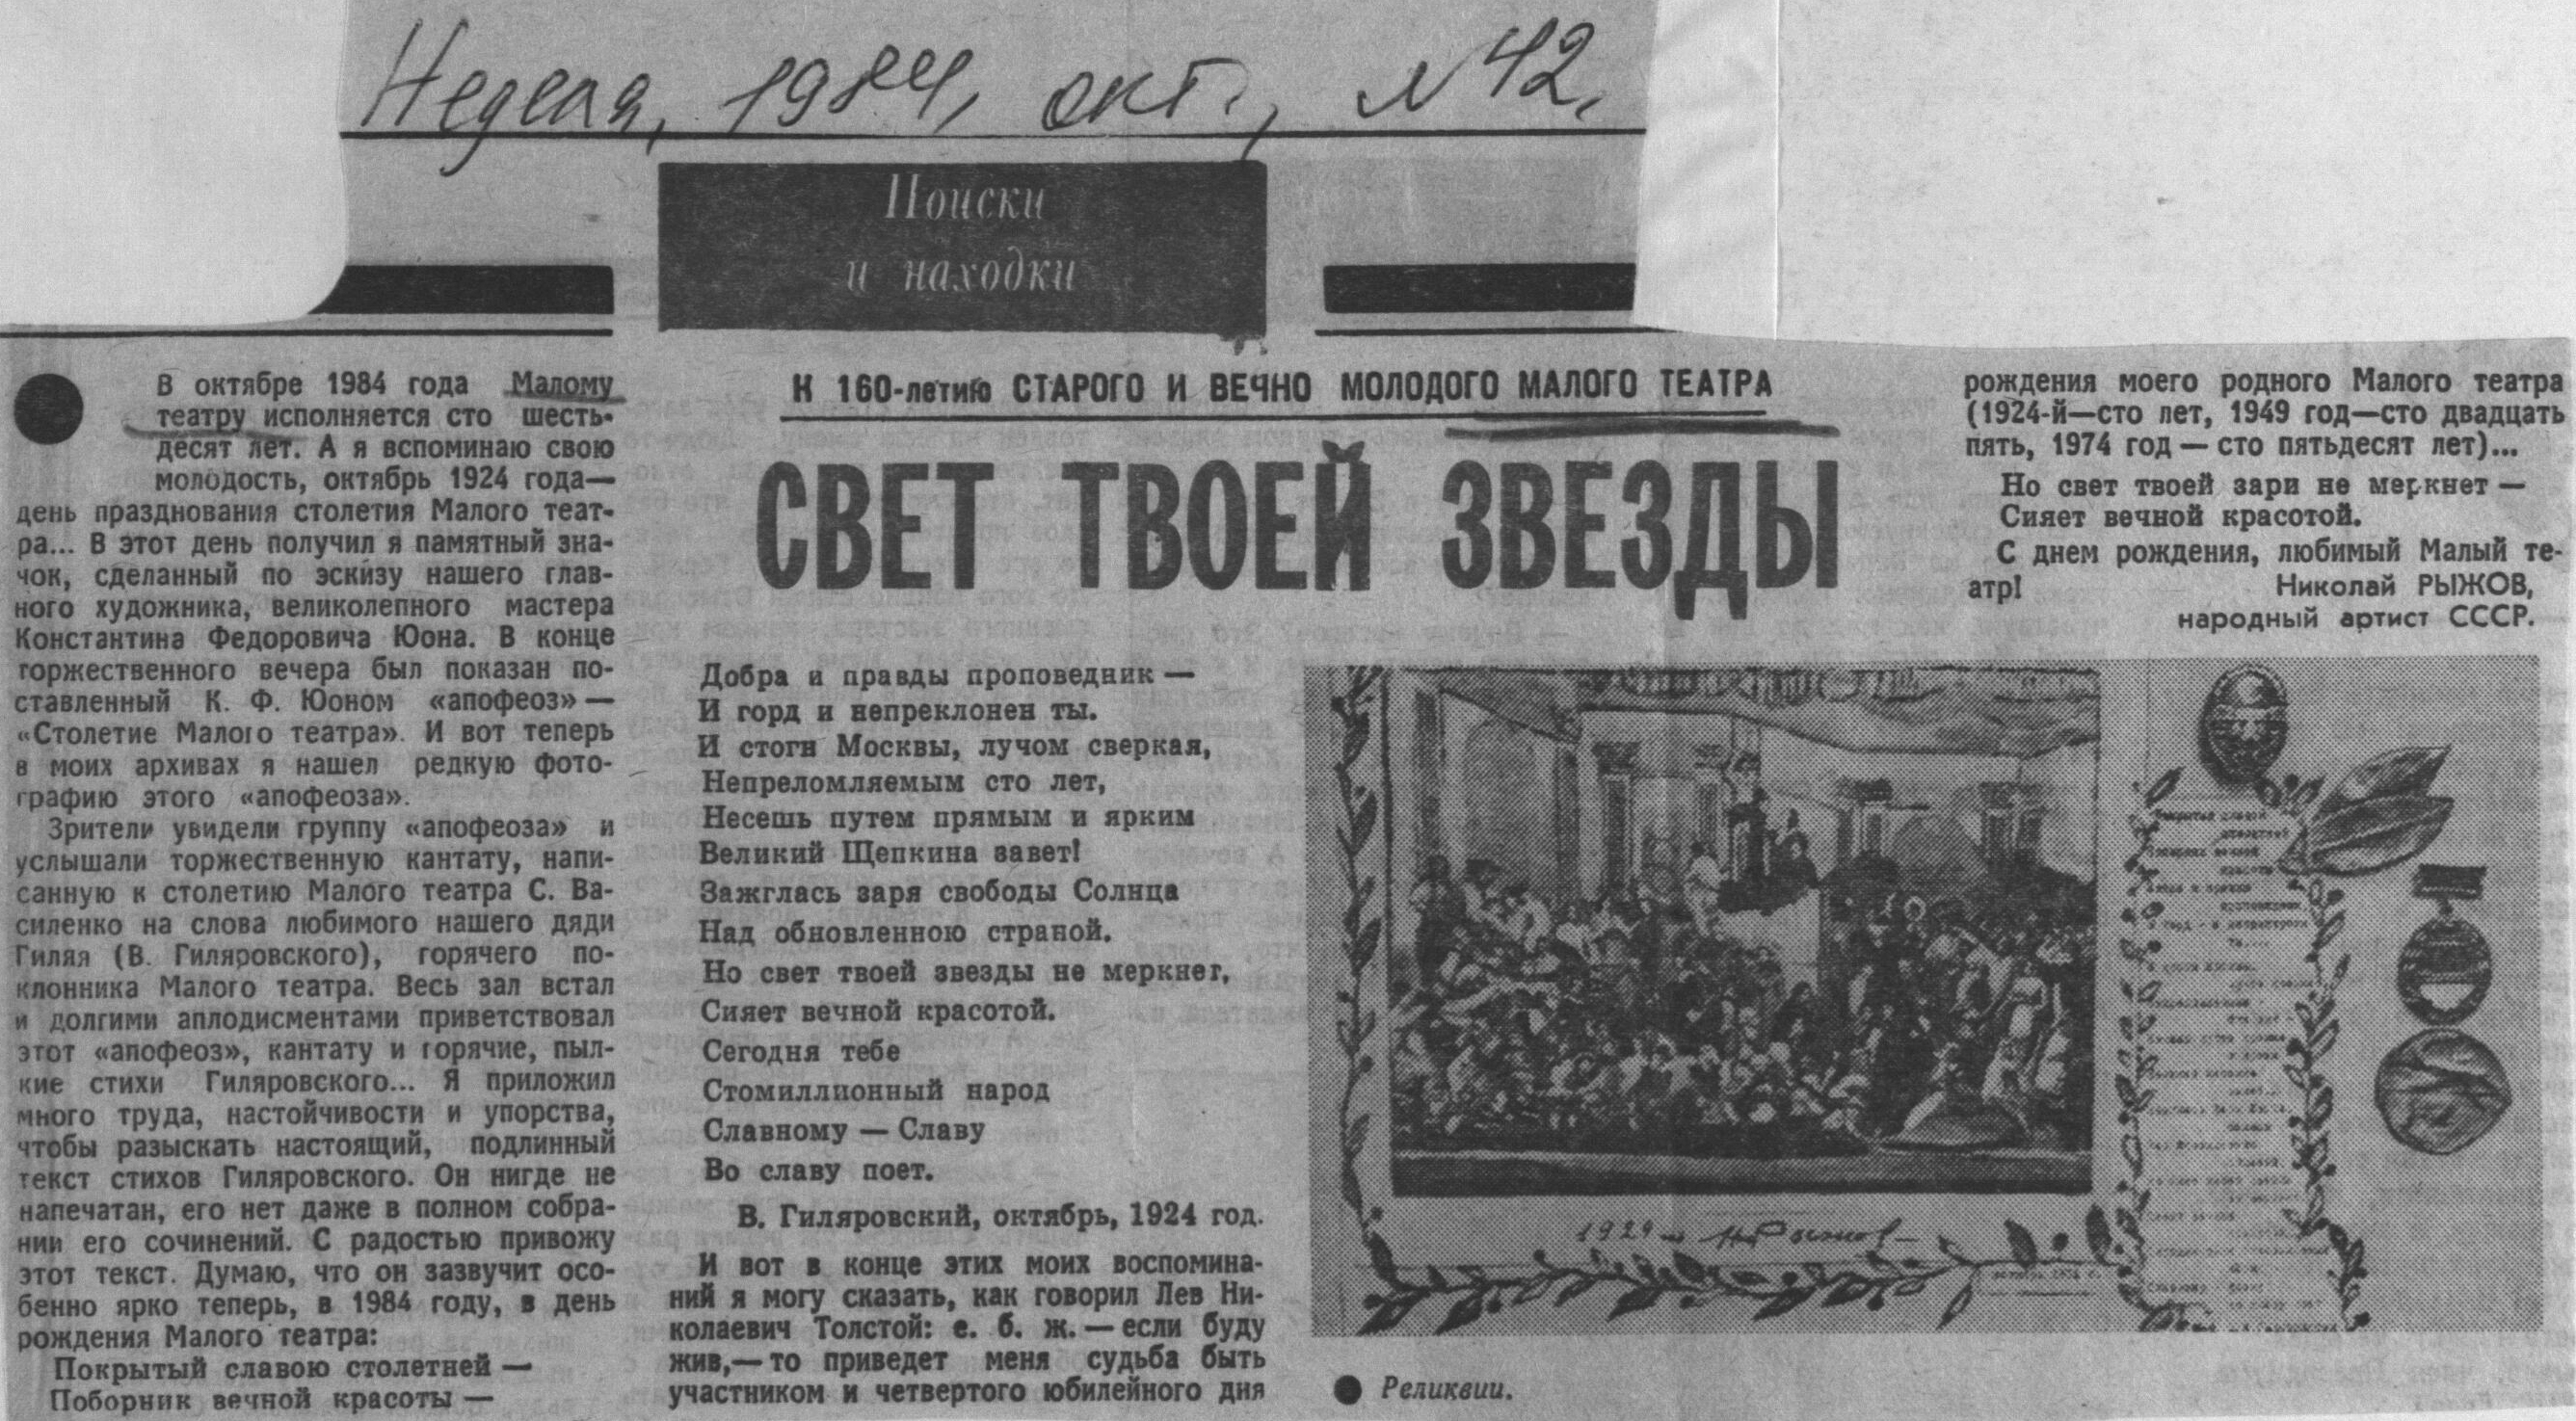 Неделя, 1984, окт., №42.
Поиски
и находки
В октябре 1984 года Малому
театру исполняется сто шесть-
десят лет. А я вспоминаю свою
молодость, октябрь 1924 года—
день празднования столетия Малого теат-
ра... В этот день получил я памятный зна-
чок, сделанный по эскизу нашего глав-
ного художника, великолепного мастера
Константина Федоровича Юона. В конце
торжественного вечера был показан по-
ставленный К. Ф. Юоном «апофеоз» —
«Столетие Малого театра». И вот теперь
в моих архивах я нашел редкую фото-
графию этого «апофеоза».
Зрители увидели группу «апофеоза» и
услышали торжественную кантату, напи-
санную к столетию Малого театра С. Ва-
силенко на слова любимого нашего дяди
Гиляя (В. Гиляровского), горячего по-
клонника Малого театра. Весь зал встал
и долгими аплодисментами приветствовал
этот «апофеоз», кантату и горячие, пыл-
кие стихи Гиляровского... Я приложил
много труда, настойчивости и упорства,
чтобы разыскать настоящий, подлинный
текст стихов Гиляровского. Он нигде не
напечатан, его нет даже в полном собра-
нии его сочинений. С радостью привожу
этот текст. Думаю, что он зазвучит осо-
бенно ярко теперь, в 1984 году, в день
рождения Малого театра:
Покрытый славою столетней —
Поборник вечной красоты —
К 160-летию СТАРОГО И ВЕЧНО МОЛОДОГО МАЛОГО ТЕАТРА
СВЕТ ТВОЕЙ ЗВЕЗДЫ
Добра и правды проповедник —
И горд и непреклонен ты.
И стогн Москвы, лучом сверкая,
Непреломляемым сто лет,
Несешь путем прямым и ярким
Великий Щепкина завет!
Зажглась заря свободы Солнца
Над обновленною страной.
Но свет твоей звезды не меркнет,
Сияет вечной красотой.
Сегодня тебе
Стомиллионный народ
Славному — Славу
Во славу поет.
В. Гиляровский, октябрь, 1924 год.
И вот в конце этих моих воспомина-
ний я могу сказать, как говорил Лев Ни-
колаевич Толстой: е. б. ж. — если буду
жив,— то приведет меня судьба быть
участником и четвертого юбилейного дня
рождения моего родного Малого театра
(1924-й—сто лет, 1949 год—сто двадцать
пять, 1974 год — сто пятьдесят лет)...
Но свет твоей зари не меркнет —
Сияет вечной красотой.
С днем рождения, любимый Малый те-
атр!
Николай РЫЖОВ,
народный артист СССР.
1924 Н Рыжов
Реликвии.